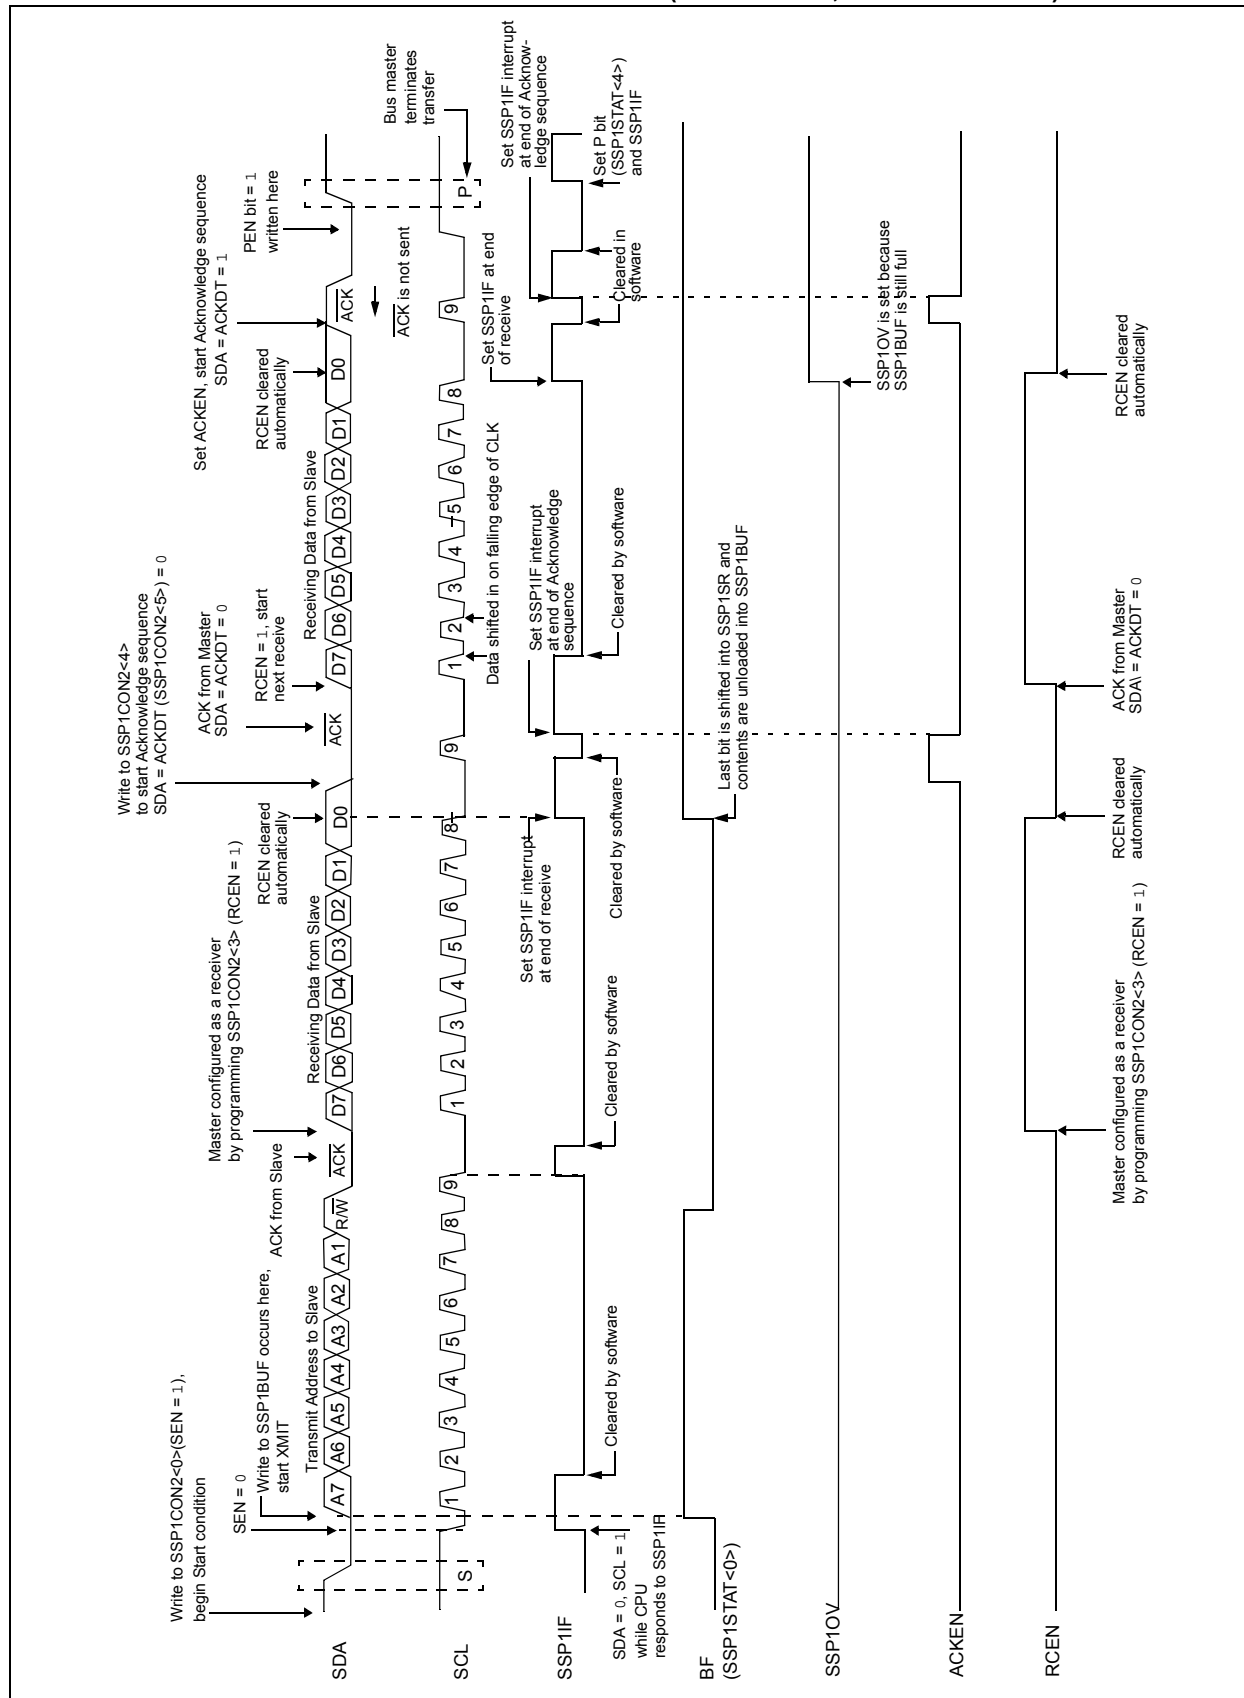 Write to SSP1CON2<0>(SEN = 1),
begin Start condition
SEN = 0
Write to SSP1BUF occurs here,
start XMIT
ACK from Slave
Master configured as a receiver
by programming SSP1CON2<3> (RCEN = 1)
RCEN cleared
automatically
Write to SSP1CON2<4>
to start Acknowledge sequence
SDA = ACKDT (SSP1CON2<5>) = 0
ACK from Master
SDA = ACKDT = 0
RCEN = 1, start
next receive
RCEN cleared
automatically
Set ACKEN, start Acknowledge sequence
SDA = ACKDT = 1
PEN bit = 1
written here
Transmit Address to Slave
Receiving Data from Slave
Receiving Data from Slave
SDA
A7 A6 A5 A4 A3 A2 A1 R/W ACK D7 D6 D5 D4 D3 D2 D1 D0 ACK D7 D6 D5 D4 D3 D2 D1 D0 ACK
ACK is not sent
Bus master
terminates
transfer
SCL
S 1 2 3 4 5 6 7 8 9 1 2 3 4 5 6 7 8 9 1 2 3 4 5 6 7 8 9 P
Data shifted in on falling edge of CLK
Set SSP1IF interrupt
at end of receive
Set SSP1IF interrupt
at end of Acknowledge
sequence
Set SSP1IF at end
of receive
Set SSP1IF interrupt
at end of Acknow-
ledge sequence
SSP1IF
SDA = 0, SCL = 1
while CPU
responds to SSP1IF
Cleared by software
Cleared by software
Cleared by software
Cleared by software
Cleared in
software
Set P bit
(SSP1STAT<4>)
and SSP1IF
BF
(SSP1STAT<0>)
Last bit is shifted into SSP1SR and
contents are unloaded into SSP1BUF
SSP1OV
SSP1OV is set because
SSP1BUF is still full
ACKEN
RCEN
Master configured as a receiver
by programming SSP1CON2<3> (RCEN = 1)
RCEN cleared
automatically
ACK from Master
SDA\ = ACKDT = 0
RCEN cleared
automatically